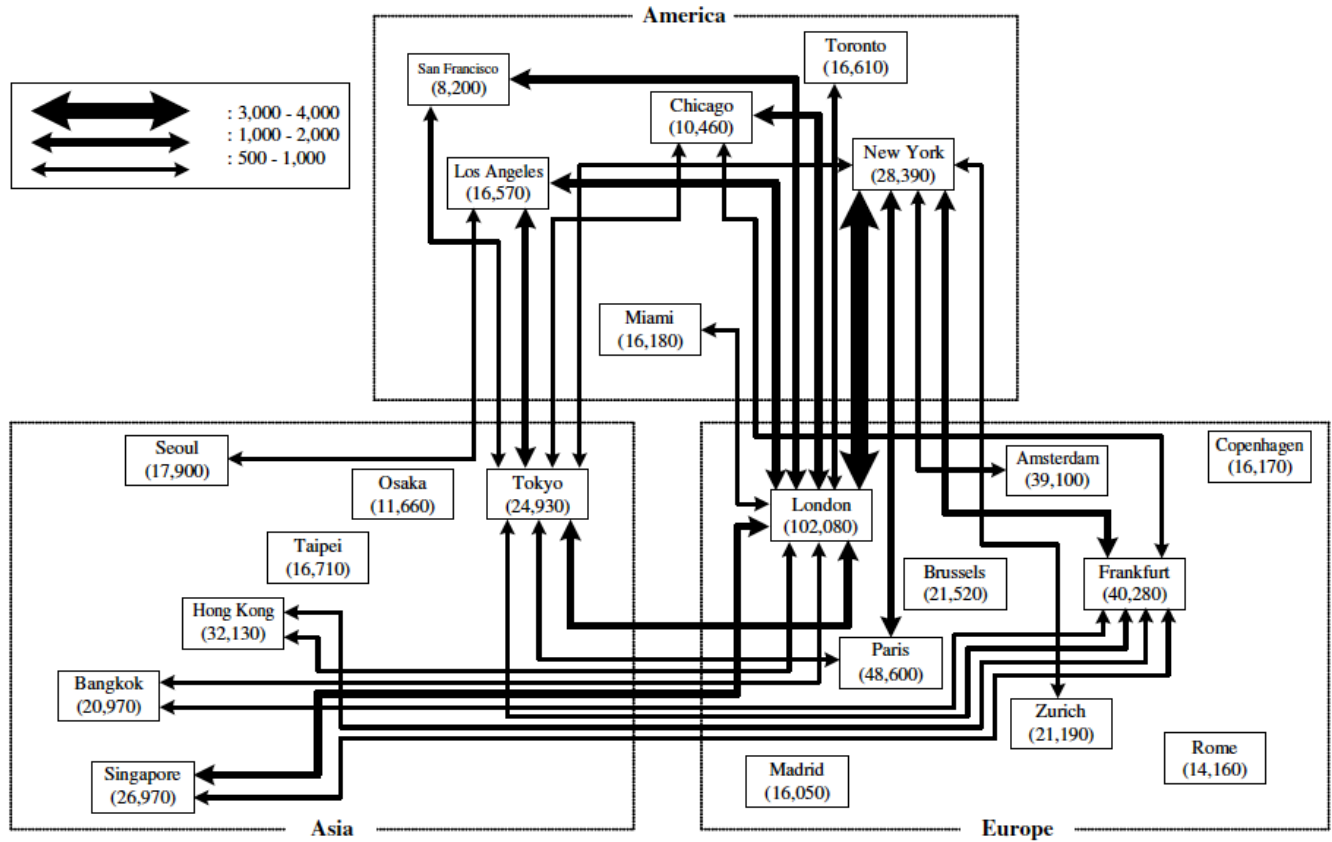 America
: 3,000 - 4,000
: 1,000 - 2,000
: 500 - 1,000
San Francisco
(8,200)
Toronto
(16,610)
Chicago
(10,460)
New York
(28,390)
Los Angeles
(16,570)
Miami
(16,180)
Seoul
(17,900)
Osaka
(11,660)
Tokyo
(24,930)
Taipei
(16,710)
Hong Kong
(32,130)
Bangkok
(20,970)
Singapore
(26,970)
Asia
Copenhagen
(16,170)
Amsterdam
(39,100)
London
(102,080)
Brussels
(21,520)
Frankfurt
(40,280)
Paris
(48,600)
Zurich
(21,190)
Rome
(14,160)
Madrid
(16,050)
Europe